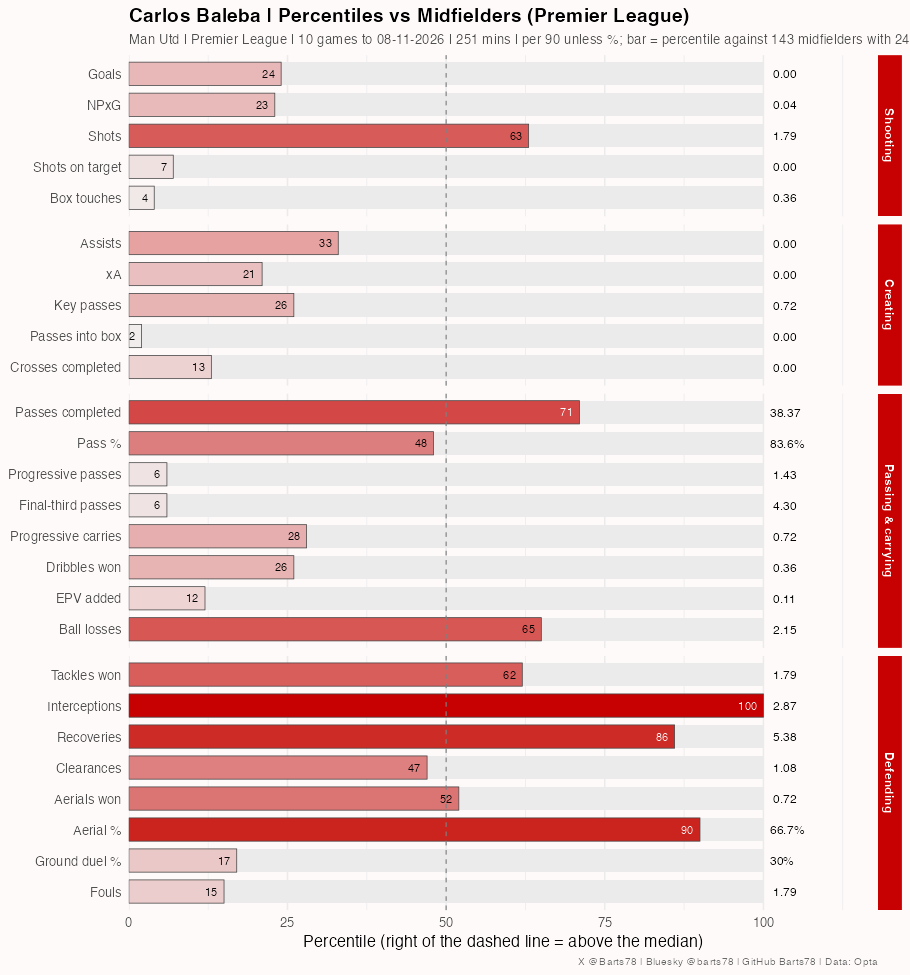 Carlos Baleba | Percentiles vs Midfielders (Premier League)
Man Utd | Premier League | 10 games to 08-11-2026 | 251 mins | per 90 unless %; bar = percentile against 143 midfielders with 24
Goals 24 0.00
NPxG 23 0.04
Shots 63 1.79
Shots on target 7 0.00
Box touches 4 0.36
Shooting
Assists 33 0.00
xA 21 0.00
Key passes 26 0.72
Passes into box 2 0.00
Crosses completed 13 0.00
Creating
Passes completed 71 38.37
Pass % 48 83.6%
Progressive passes 6 1.43
Final-third passes 6 4.30
Progressive carries 28 0.72
Dribbles won 26 0.36
EPV added 12 0.11
Ball losses 65 2.15
Passing & carrying
Tackles won 62 1.79
Interceptions 100 2.87
Recoveries 86 5.38
Clearances 47 1.08
Aerials won 52 0.72
Aerial % 90 66.7%
Ground duel % 17 30%
Fouls 15 1.79
Defending
0 25 50 75 100
Percentile (right of the dashed line = above the median)
X @Barts78 | Bluesky @barts78 | GitHub Barts78 | Data: Opta